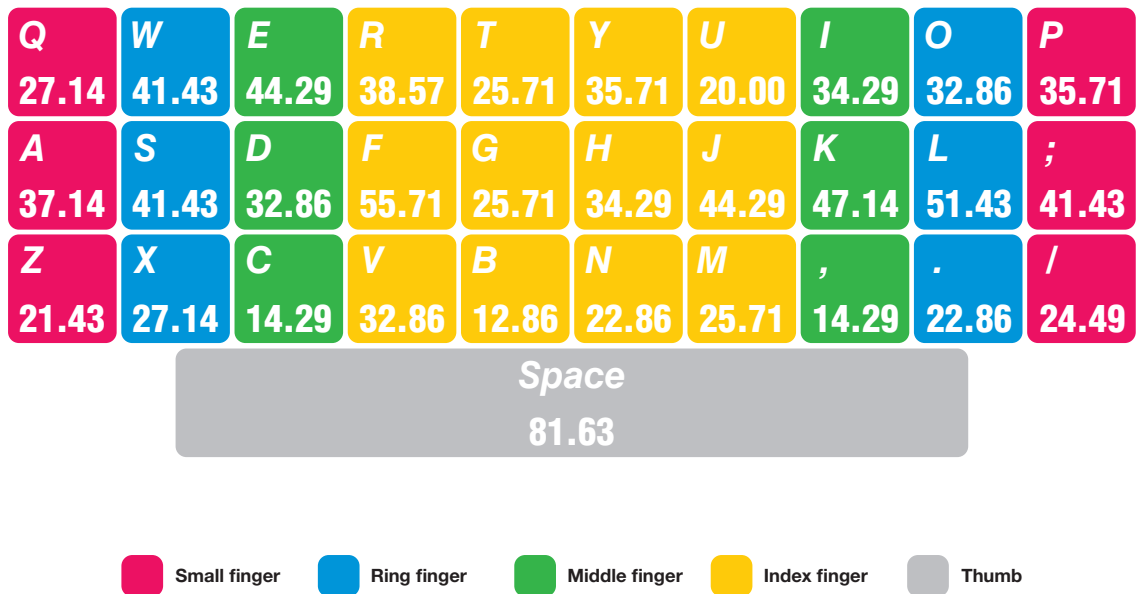 Q W E R T Y U I O P
27.14 41.43 44.29 38.57 25.71 35.71 20.00 34.29 32.86 35.71
A S D F G H J K L ;
37.14 41.43 32.86 55.71 25.71 34.29 44.29 47.14 51.43 41.43
Z X C V B N M , . /
21.43 27.14 14.29 32.86 12.86 22.86 25.71 14.29 22.86 24.49
Space
81.63
Small finger Ring finger Middle finger Index finger Thumb